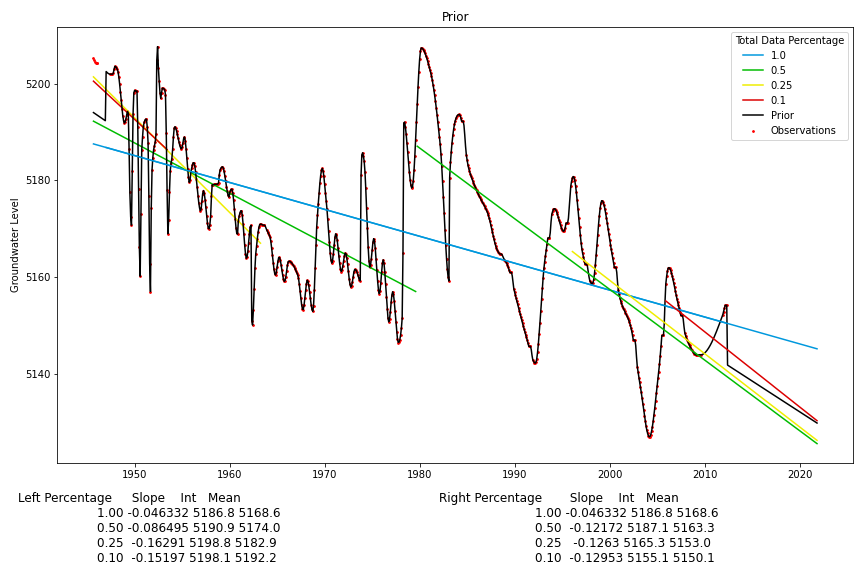 Prior
Total Data Percentage
1.0
0.5
0.25
0.1
Prior
Observations
Groundwater Level
5200
5180
5160
5140
1950 1960 1970 1980 1990 2000 2010 2020
Left Percentage Slope Int Mean
1.00 -0.046332 5186.8 5168.6
0.50 -0.086495 5190.9 5174.0
0.25 -0.16291 5198.8 5182.9
0.10 -0.15197 5198.1 5192.2
Right Percentage Slope Int Mean
1.00 -0.046332 5186.8 5168.6
0.50 -0.12172 5187.1 5163.3
0.25 -0.1263 5165.3 5153.0
0.10 -0.12953 5155.1 5150.1